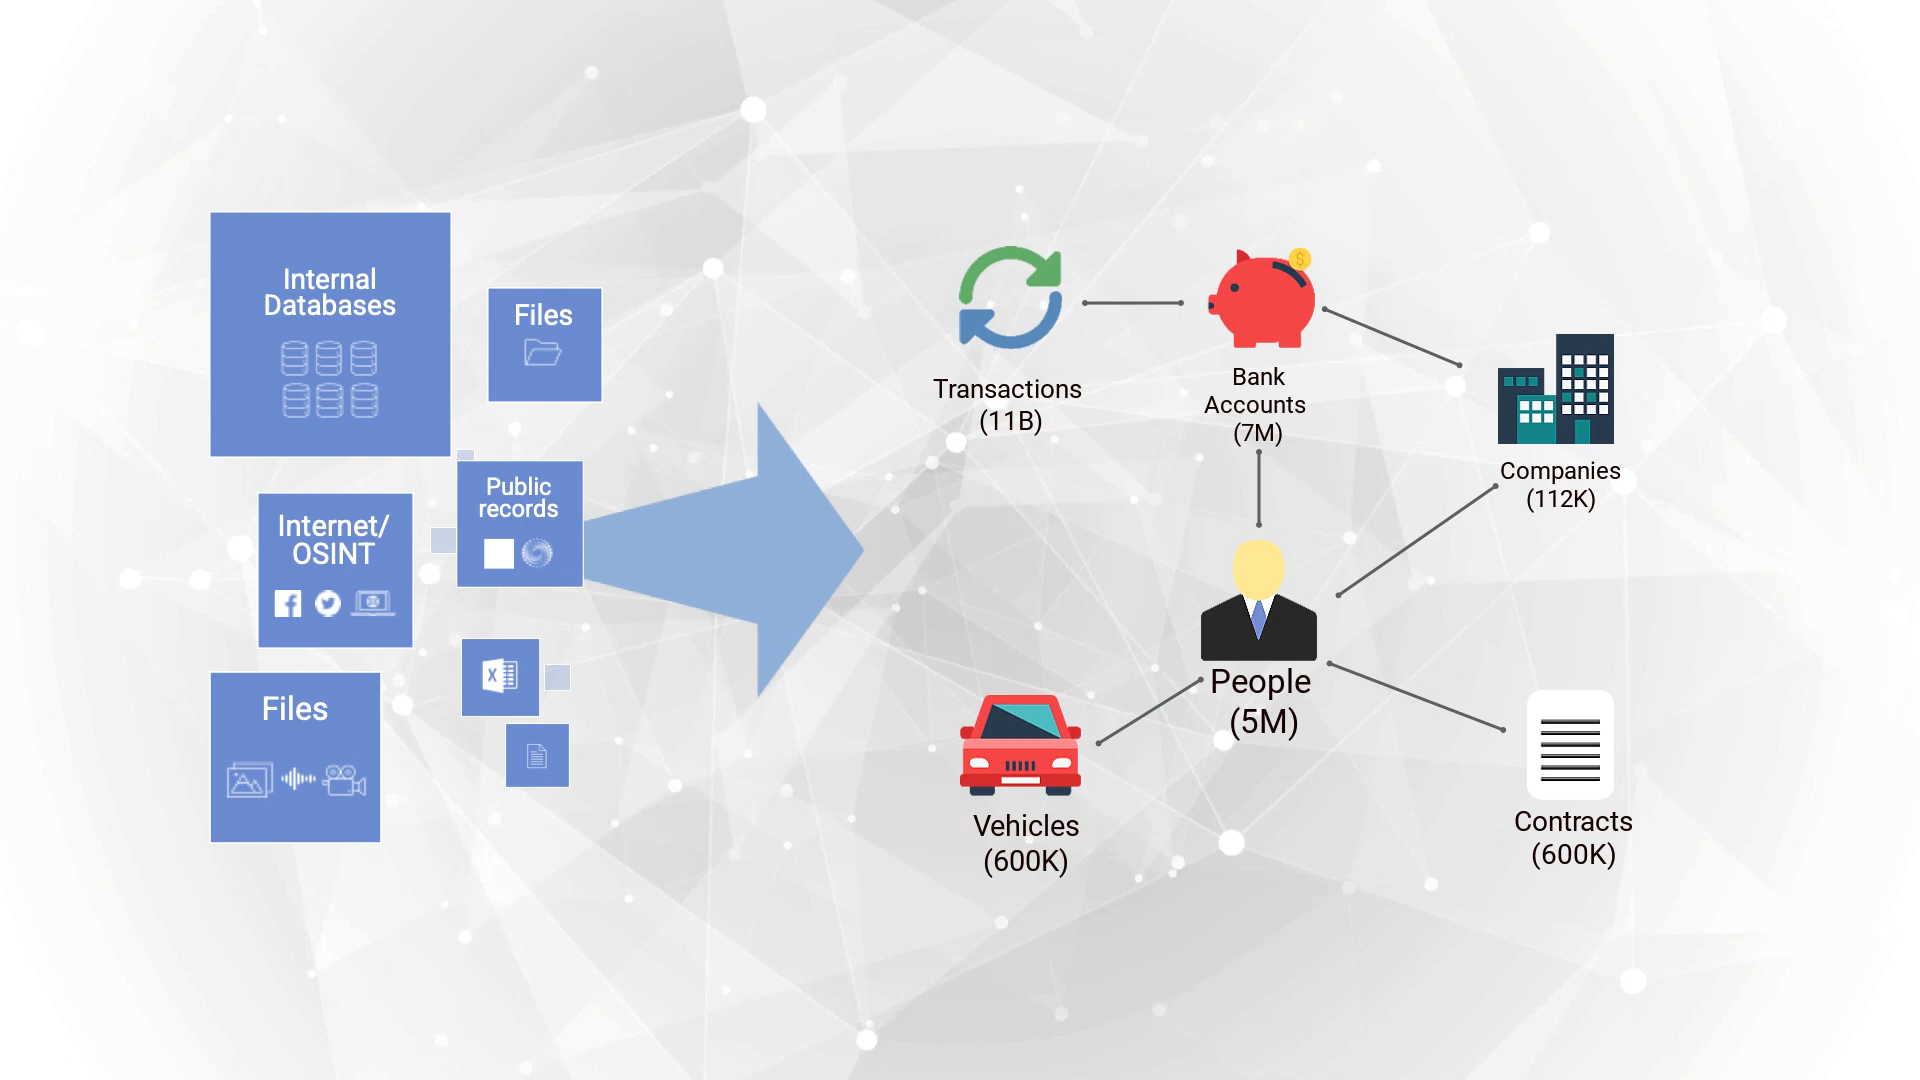 Internal
Databases
Files
Public
records
Internet/
OSINT
Files
X
Transactions
(11B)
$
Bank
Accounts
(7M)
Companies
(112K)
People
(5M)
Vehicles
(600K)
Contracts
(600K)